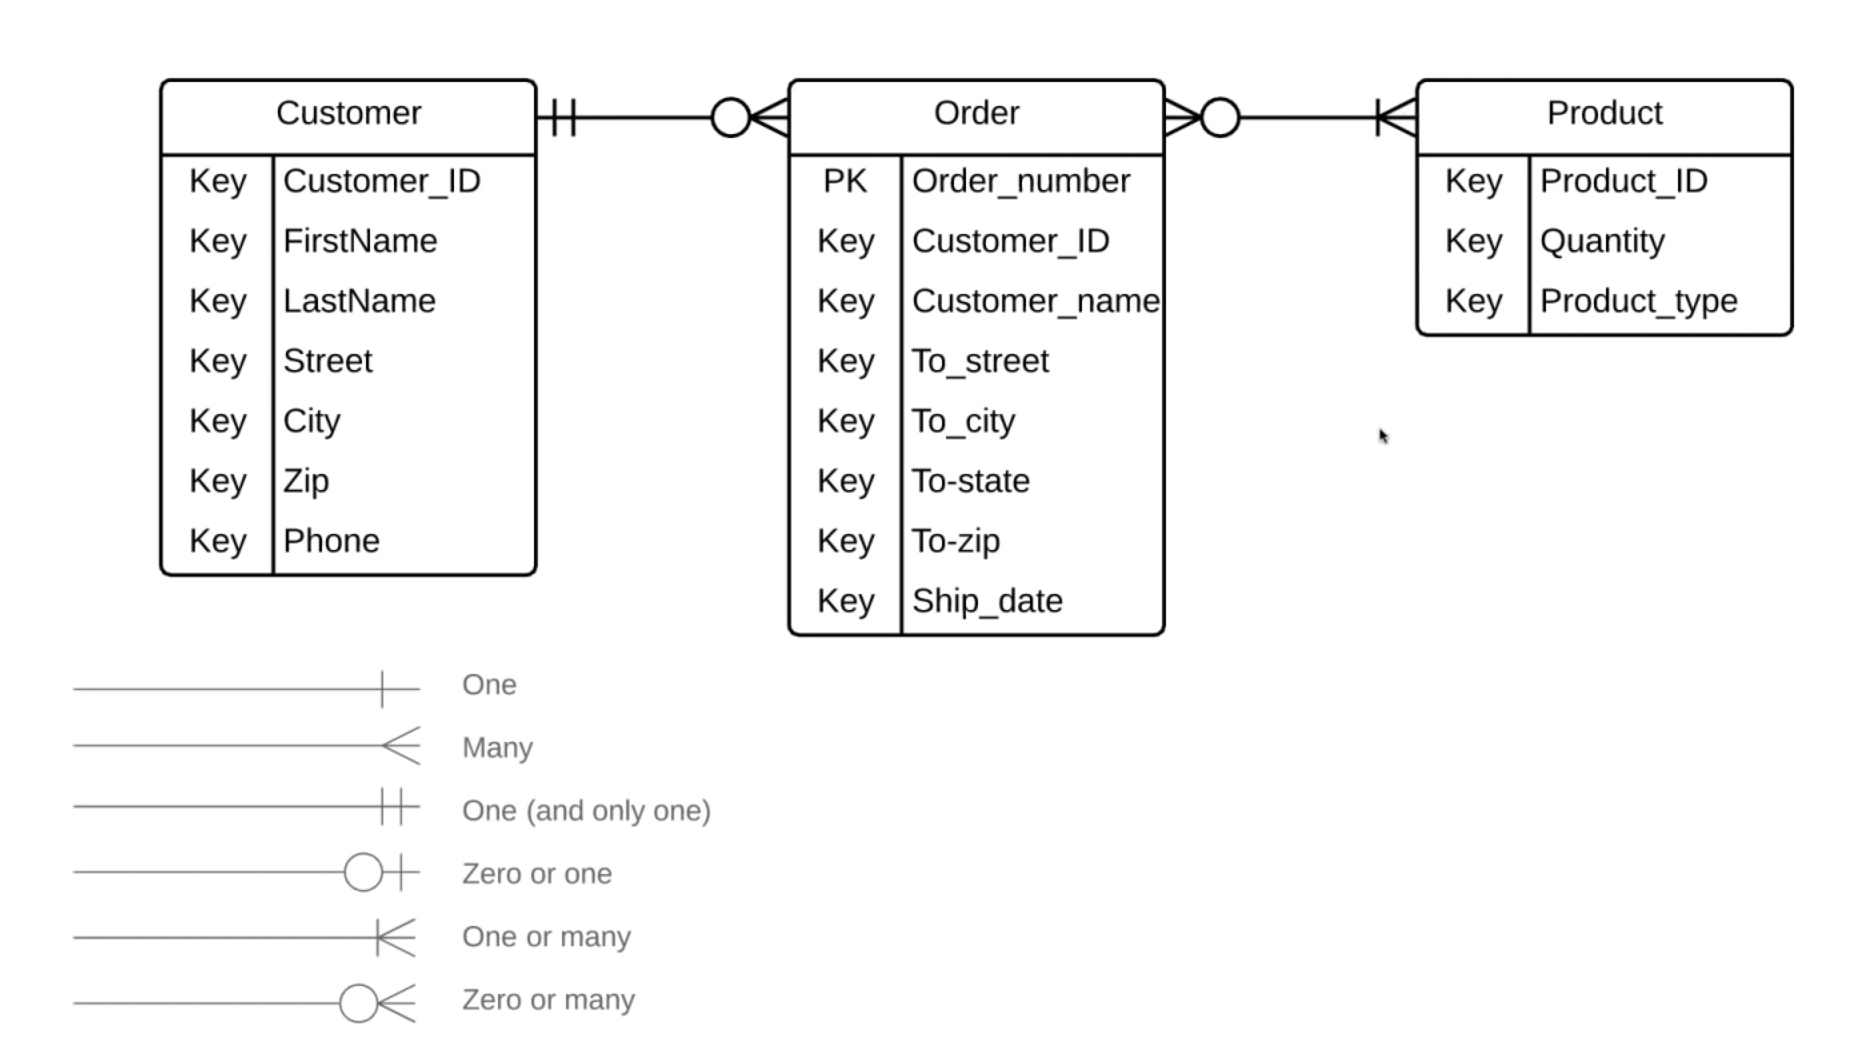 Customer
Key Customer_ID
Key FirstName
Key LastName
Key Street
Key City
Key Zip
Key Phone
Order
PK Order_number
Key Customer_ID
Key Customer_name
Key To_street
Key To_city
Key To-state
Key To-zip
Key Ship_date
Product
Key Product_ID
Key Quantity
Key Product_type
One
Many
One (and only one)
Zero or one
One or many
Zero or many